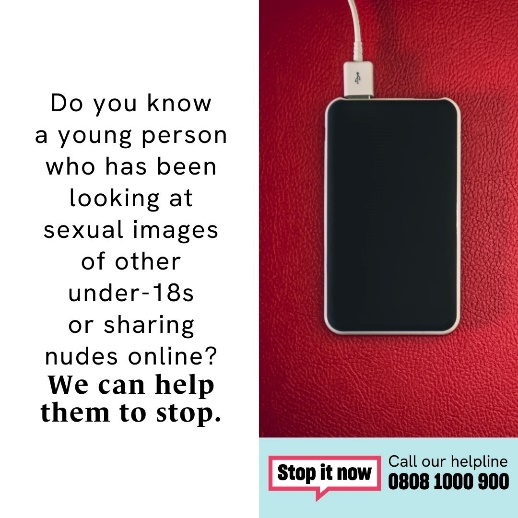 Do you know
a young person
who has been
looking at
sexual images
of other
under-18s
or sharing
nudes online?
We can help
them to stop.
Stop it now
Call our helpline
0808 1000 900